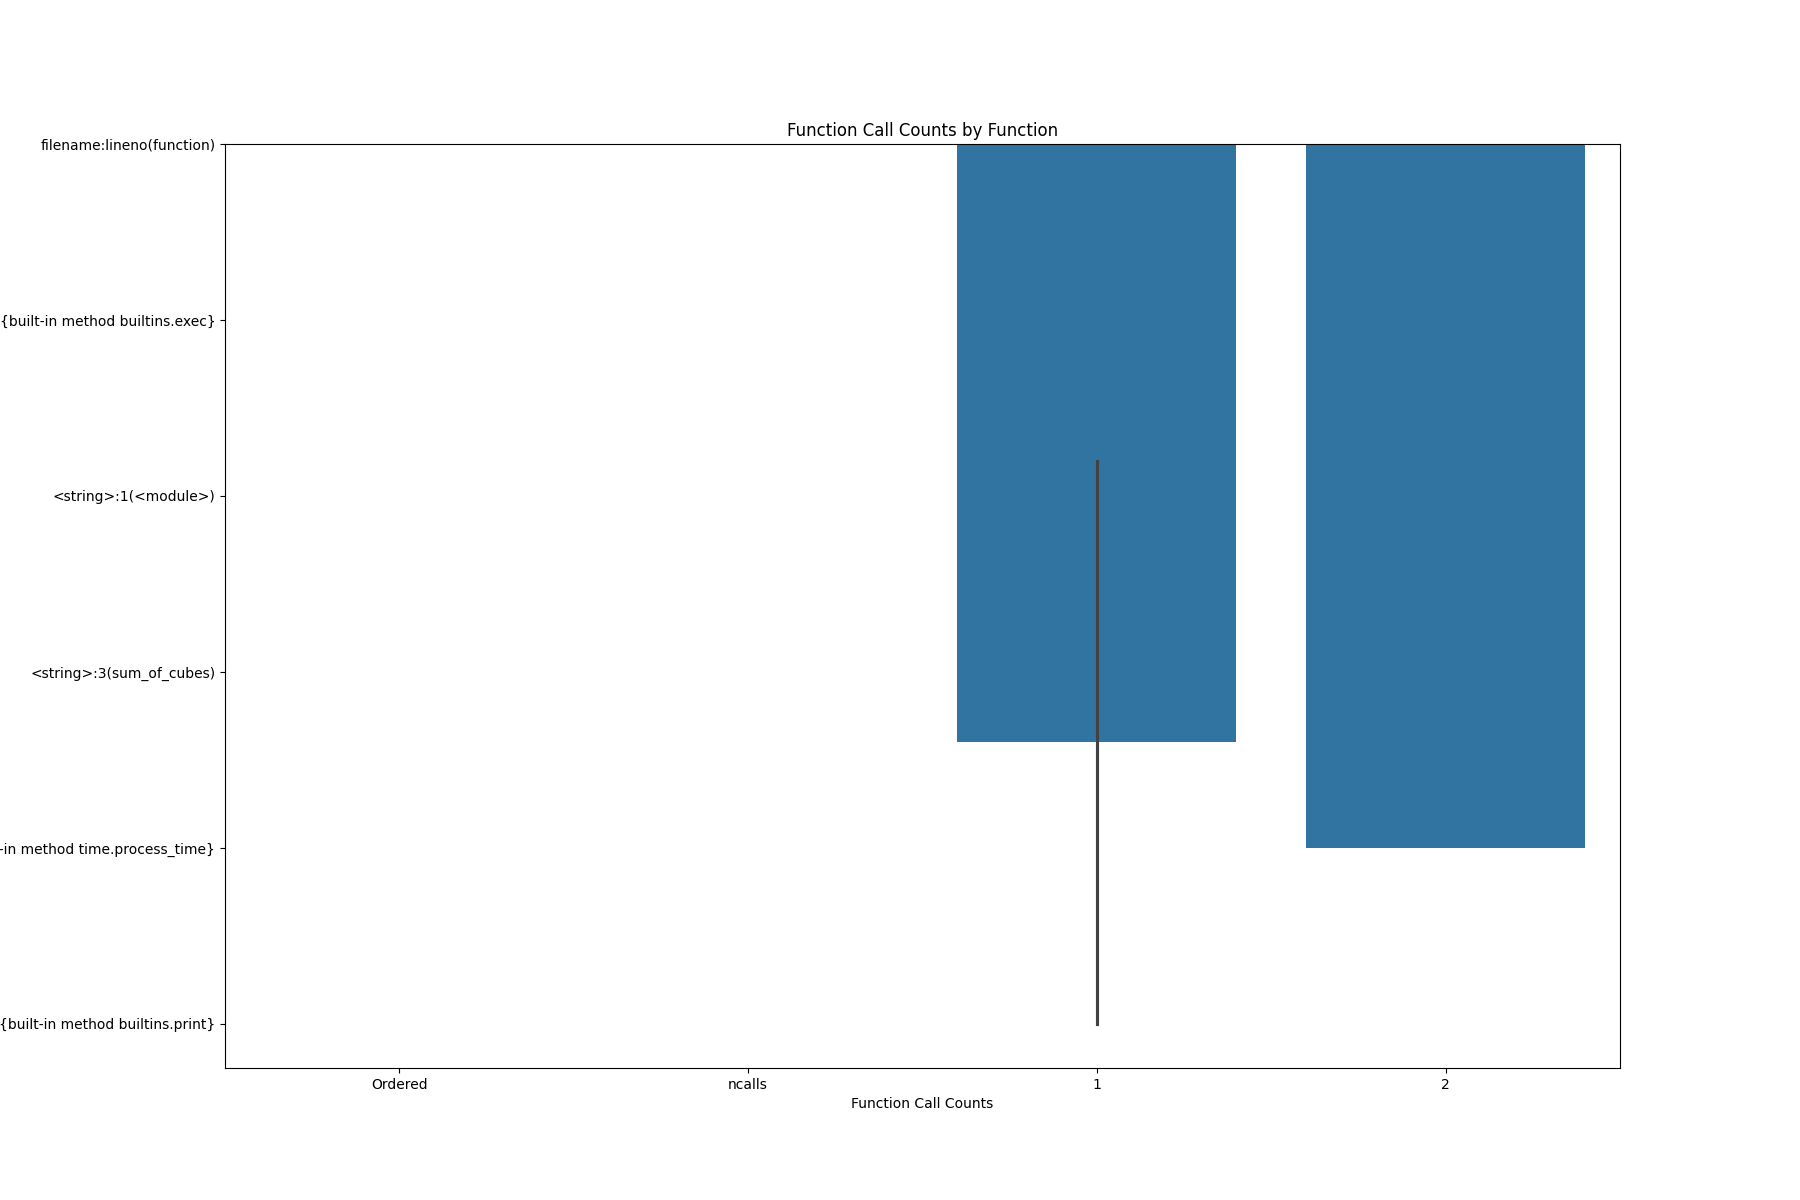 Function Call Counts by Function
filename:lineno(function)
{built-in method builtins.exec}
<string>:1(<module>)
<string>:3(sum_of_cubes)
-in method time.process_time}
{built-in method builtins.print}
Ordered
ncalls
1
2
Function Call Counts